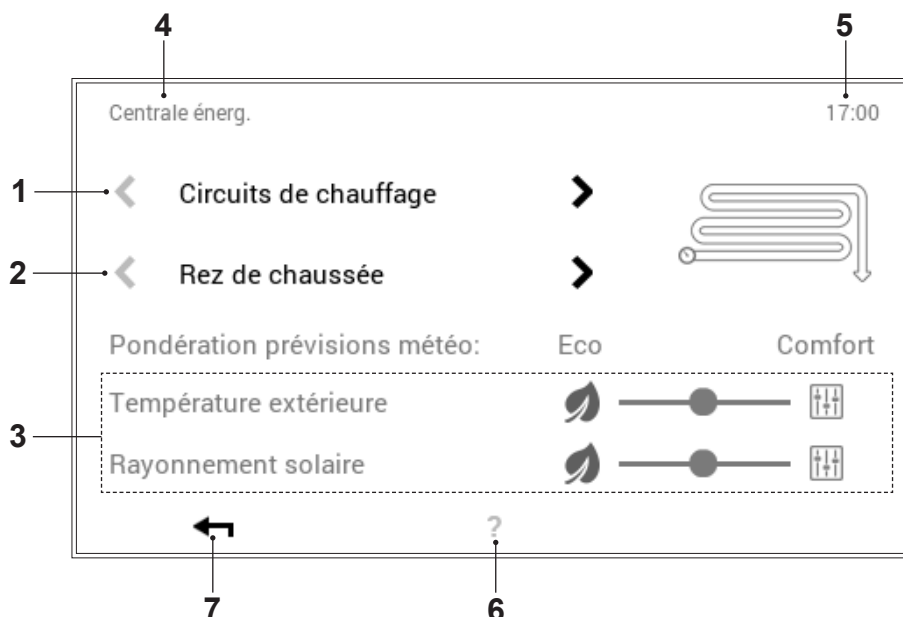 4 5
Centrale énerg. 17:00
1 Circuits de chauffage
2 Rez de chaussée
Pondération prévisions météo: Eco Comfort
Température extérieure
3
Rayonnement solaire
?
7 6